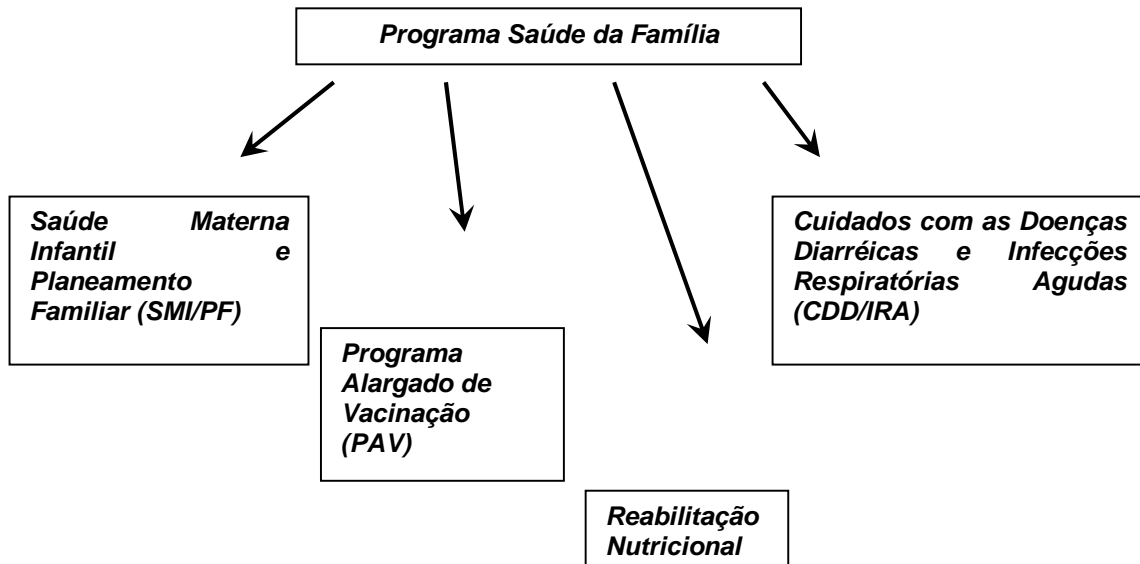 Programa Saúde da Família
Saúde Materna
Infantil e
Planeamento
Familiar (SMI/PF)
Programa
Alargado de
Vacinação
(PAV)
Reabilitação
Nutricional
Cuidados com as Doenças
Diarréicas e Infecções
Respiratórias Agudas
(CDD/IRA)